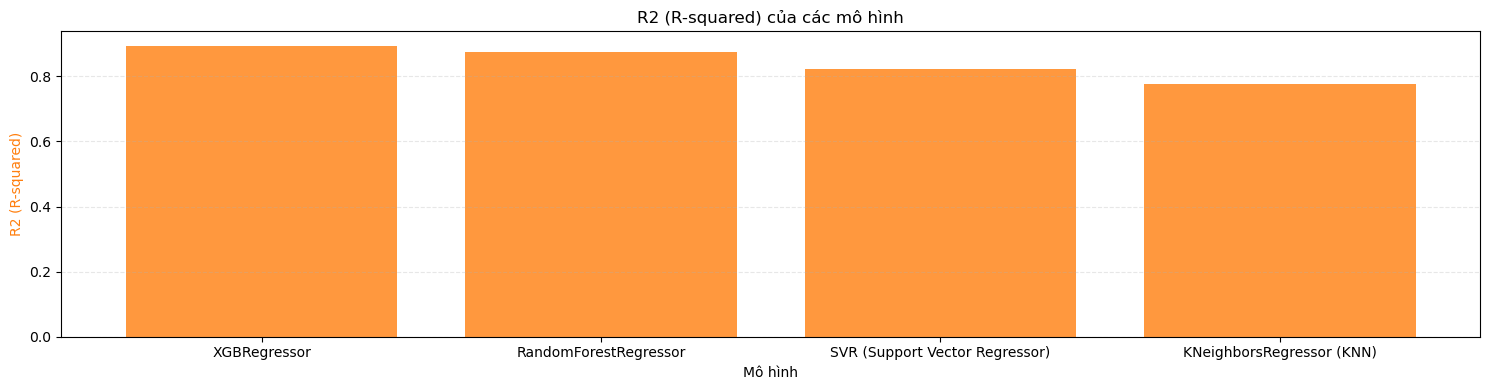 R2 (R-squared) của các mô hình
R2 (R-squared)
0.8
0.6
0.4
0.2
0.0
XGBRegressor
RandomForestRegressor
SVR (Support Vector Regressor)
KNeighborsRegressor (KNN)
Mô hình